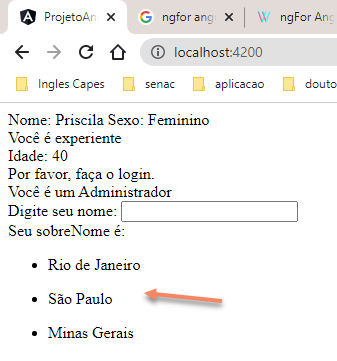 ProjetoAn
ngfor ang
ngFor Ang
localhost:4200
Ingles Capes
senac
aplicacao
douto
Nome: Priscila Sexo: Feminino
Você é experiente
Idade: 40
Por favor, faça o login.
Você é um Administrador
Digite seu nome:
Seu sobreNome é:
Rio de Janeiro
São Paulo
Minas Gerais